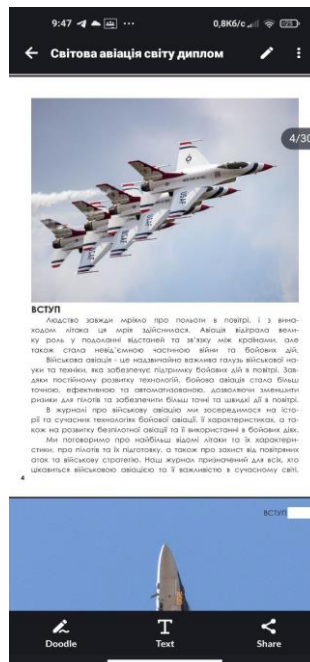 9:47
0,8Кб/с
25
Світова авіація світу диплом
4/30
ВСТУП
Людство завжди мріяло про польоти в повітрі, і з вина-
ходом літака ця мрія здійснилася. Авіація відіграла вели-
ку роль у подоланні відстаней та зв'язку між країнами, але
також стала невід'ємною частиною війни та бойових дій.
Військова авіація - це надзвичайно важлива галузь військової на-
уки та техніки, яка забезпечує підтримку бойових дій в повітрі. Зав-
дяки постійному розвитку технологій, бойова авіація стала більш
точною, ефективною та автоматизованою, дозволяючи зменшити
ризики для пілотів та забезпечити більш точні та швидкі дії в повітрі.
В журналі про військову авіацію ми зосередимося на істо-
рії та сучасних технологіях бойової авіації, її характеристиках, а та-
кож на розвитку безпілотної авіації та її використанні в бойових діях.
Ми поговоримо про найбільш відомі літаки та їх характери-
стики, про пілотів та їх підготовку, а також про захист від повітряних
атак та військову стратегію. Наш журнал призначений для всіх, хто
цікавиться військовою авіацією та її важливістю в сучасному світі.
4
ВСТУП
Doodle
Text
Share